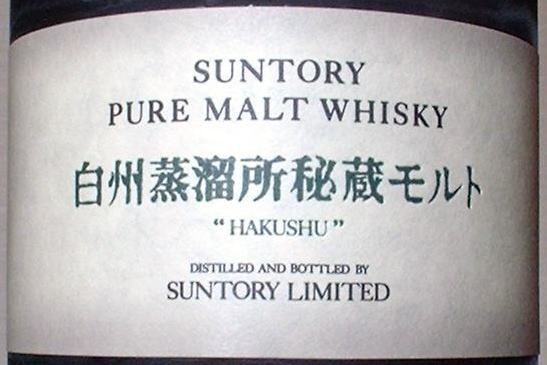 SUNTORY
PURE MALT WHISKY
白州蒸溜所秘蔵モルト
“HAKUSHU”
DISTILLED AND BOTTLED BY
SUNTORY LIMITED